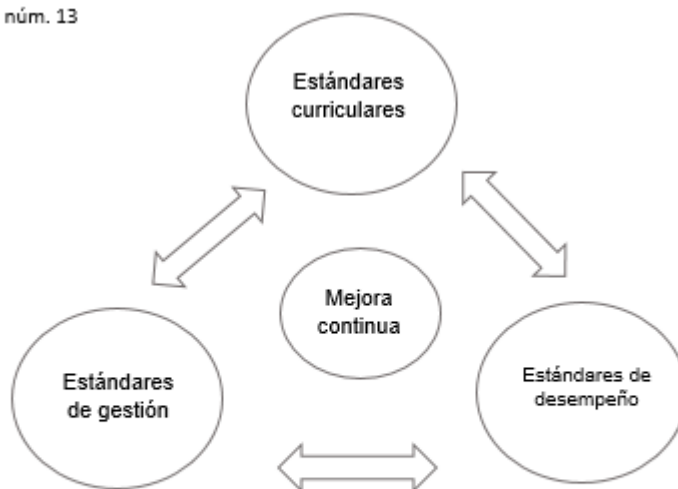 núm. 13
Estándares
curriculares
Mejora
continua
Estándares
de gestión
Estándares de
desempeño